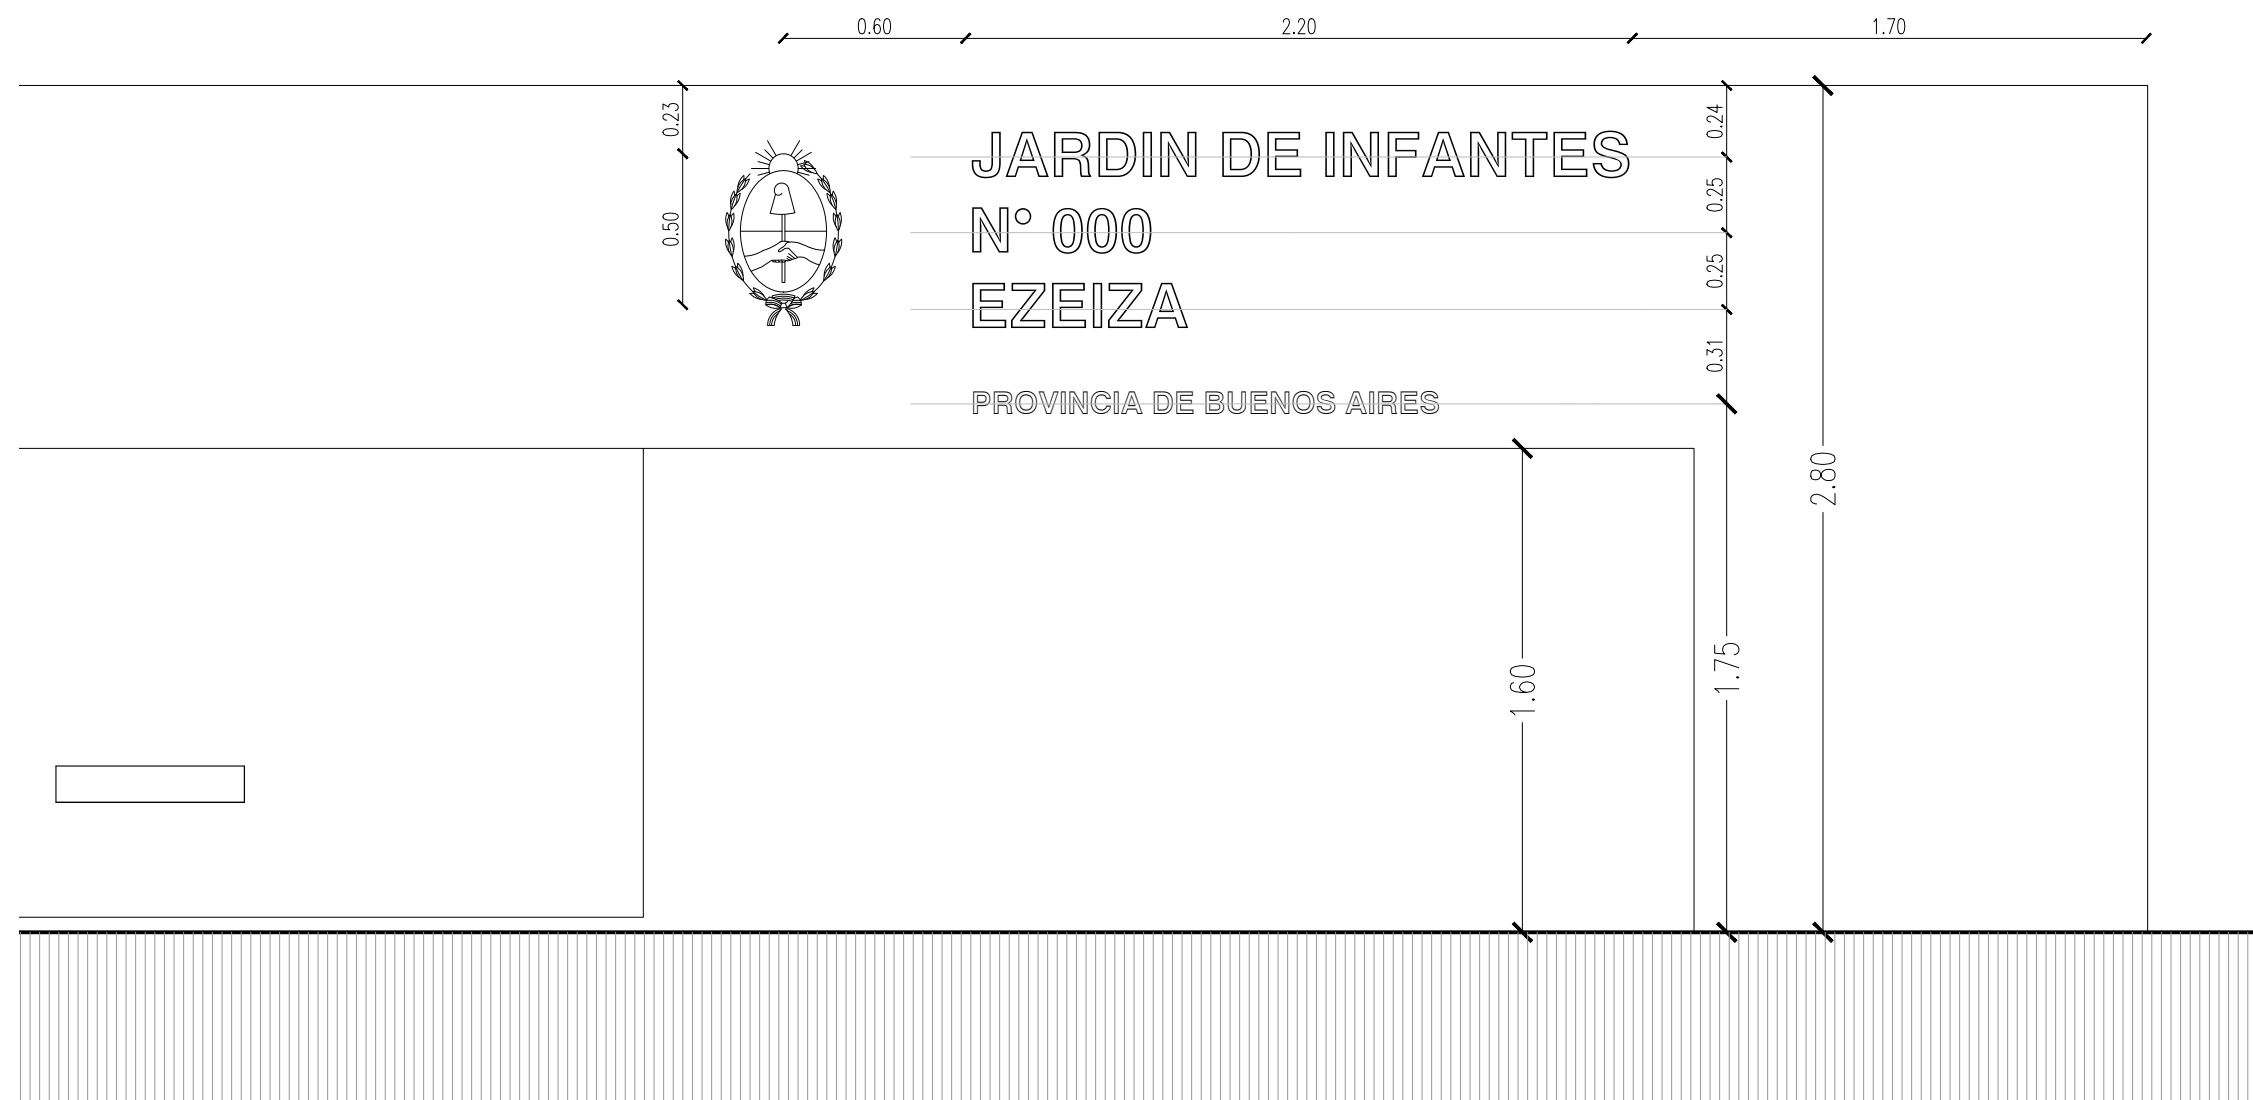 0.60 2.20 1.70
0.23
0.24
JARDIN DE INFANTES
0.25
0.50
N° 000
0.25
EZEIZA
0.31
PROVINCIA DE BUENOS AIRES
2.80
1.60
1.75